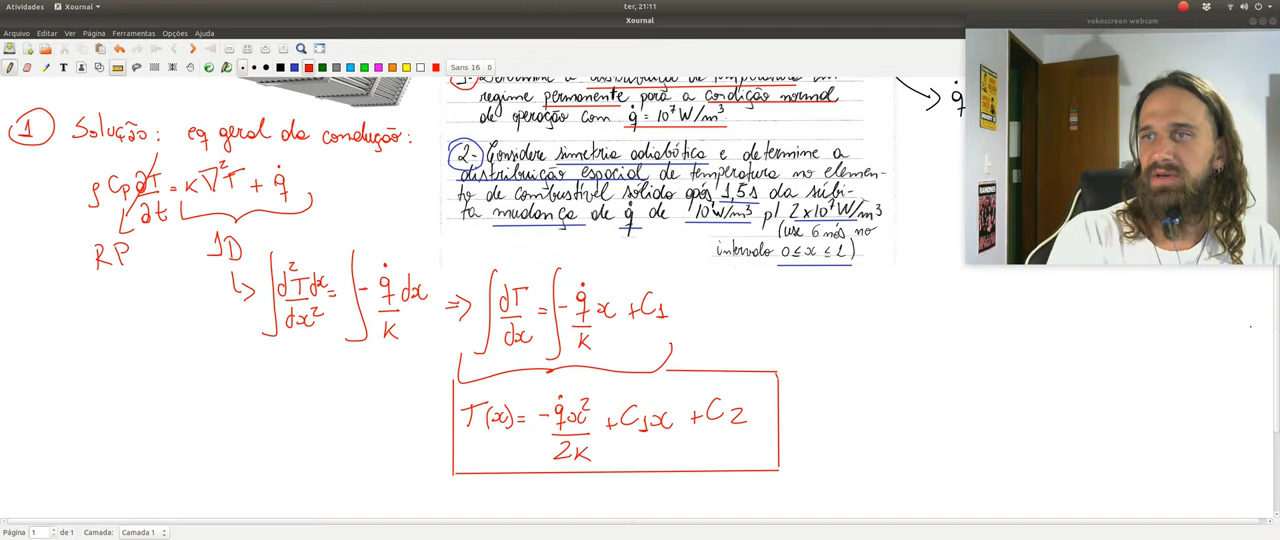 Atividades Xournal ter, 21:11
Xournal
vokoscreen webcam
Arquivo Editar Ver Página Ferramentas Opções Ajuda
Sans 16 0
regime permanente para a condição normal
de operação com q̇ = 10⁷ W/m³.
2- Considere simetria adiabática e determine a
distribuição espacial de temperatura no elemen-
to de combustível sólido após 1,5s da súbi-
ta mudança de q̇ de 10⁷ W/m³ p/ 2 x 10⁷ W/m³
(use 6 nós no
intervalo 0 ≤ x ≤ L)
q̇
1 Solução: eq geral da condução:
ρ Cp ∂T/∂t = K ∇²T + q̇
RP
1D
∫ d²T/dx² dx = ∫ - q̇/K dx => ∫ dT/dx = ∫ - q̇/K x + C1
T(x) = - q̇x²/2K + C1x + C2
RAMONES
Página 1 de 1 Camada: Camada 1